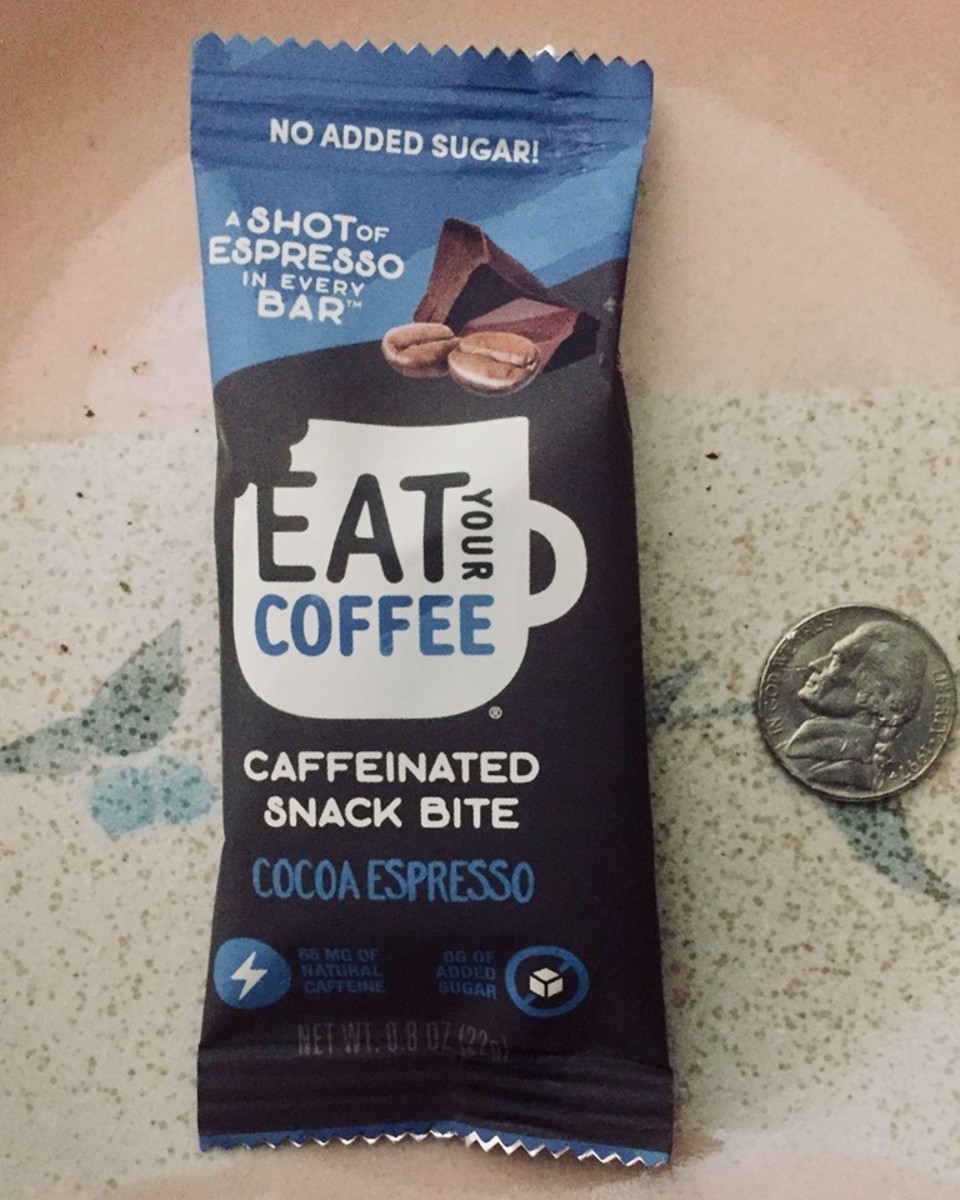 NO ADDED SUGAR!
A SHOT OF
ESPRESSO
IN EVERY
BAR™
EAT YOUR
COFFEE
®
CAFFEINATED
SNACK BITE
COCOA ESPRESSO
65 MG OF
NATURAL
CAFFEINE
0G OF
ADDED
SUGAR
NET WT. 0.8 OZ (22g)
IN GOD WE TRUST
LIBERTY